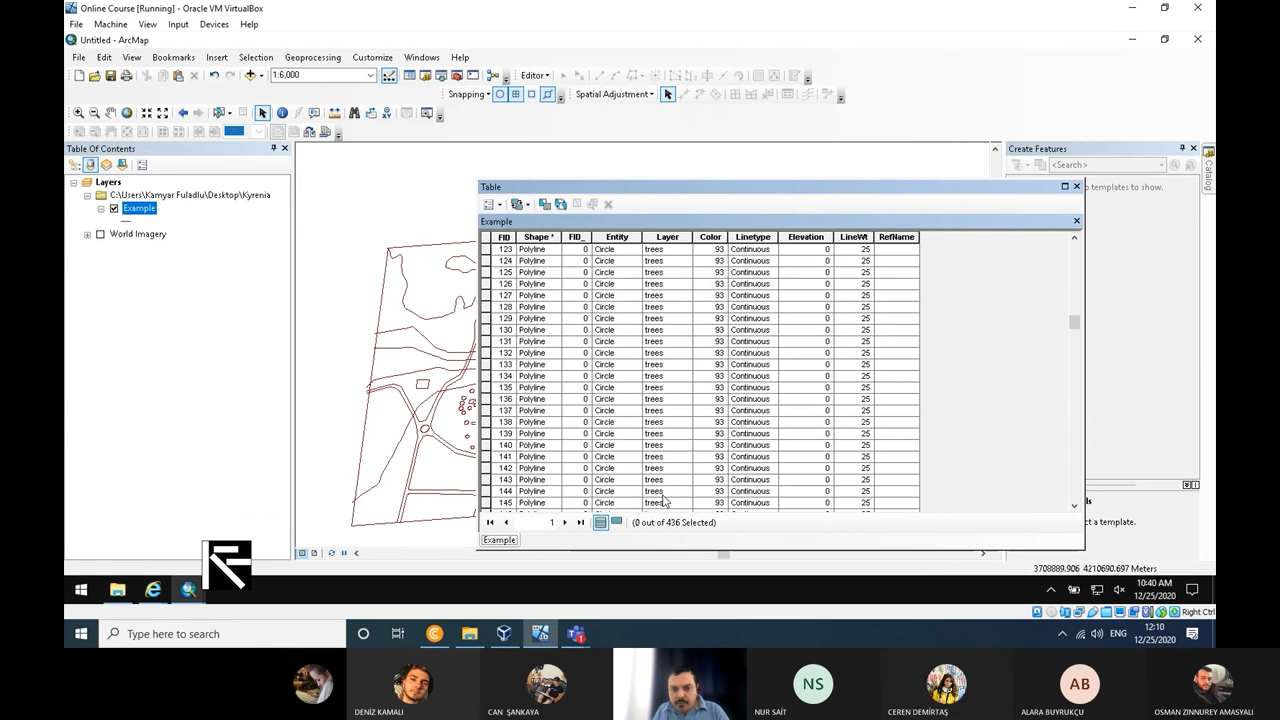 Online Course [Running] - Oracle VM VirtualBox
File Machine View Input Devices Help
Untitled - ArcMap
File Edit View Bookmarks Insert Selection Geoprocessing Customize Windows Help
1:6,000 Editor
Snapping Spatial Adjustment
Table Of Contents
Layers
C:\Users\Kamyar Fuladlu\Desktop\Kyrenia
Example
World Imagery
Create Features
<Search>
templates to show.
Catalog
Table
Example
FID Shape * FID_ Entity Layer Color Linetype Elevation LineWt RefName
123 Polyline 0 Circle trees 93 Continuous 0 25
124 Polyline 0 Circle trees 93 Continuous 0 25
125 Polyline 0 Circle trees 93 Continuous 0 25
126 Polyline 0 Circle trees 93 Continuous 0 25
127 Polyline 0 Circle trees 93 Continuous 0 25
128 Polyline 0 Circle trees 93 Continuous 0 25
129 Polyline 0 Circle trees 93 Continuous 0 25
130 Polyline 0 Circle trees 93 Continuous 0 25
131 Polyline 0 Circle trees 93 Continuous 0 25
132 Polyline 0 Circle trees 93 Continuous 0 25
133 Polyline 0 Circle trees 93 Continuous 0 25
134 Polyline 0 Circle trees 93 Continuous 0 25
135 Polyline 0 Circle trees 93 Continuous 0 25
136 Polyline 0 Circle trees 93 Continuous 0 25
137 Polyline 0 Circle trees 93 Continuous 0 25
138 Polyline 0 Circle trees 93 Continuous 0 25
139 Polyline 0 Circle trees 93 Continuous 0 25
140 Polyline 0 Circle trees 93 Continuous 0 25
141 Polyline 0 Circle trees 93 Continuous 0 25
142 Polyline 0 Circle trees 93 Continuous 0 25
143 Polyline 0 Circle trees 93 Continuous 0 25
144 Polyline 0 Circle trees 93 Continuous 0 25
145 Polyline 0 Circle trees 93 Continuous 0 25
1 (0 out of 436 Selected)
Example
ls
ct a template.
3708889.906 4210690.697 Meters
10:40 AM
12/25/2020
Right Ctrl
Type here to search
ENG
12:10
12/25/2020
NS
AB
DENİZ KAMALI
CAN ŞANKAYA
NUR SAİT
CEREN DEMİRTAŞ
ALARA BUYRUKÇU
OSMAN ZINNUREY AMASYALI